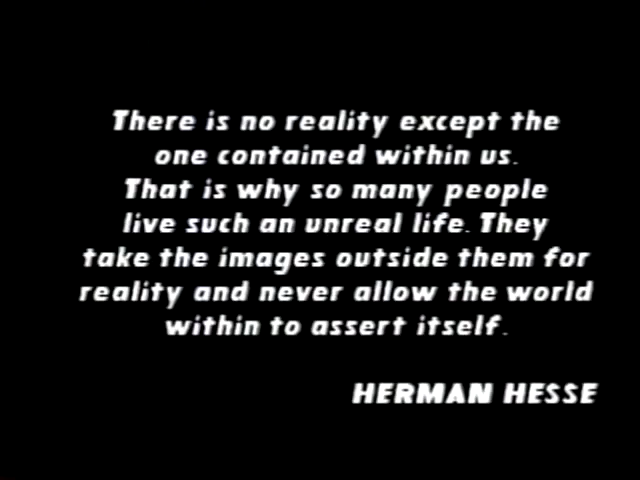 There is no reality except the
one contained within us.
That is why so many people
live such an unreal life. They
take the images outside them for
reality and never allow the world
within to assert itself.
HERMAN HESSE